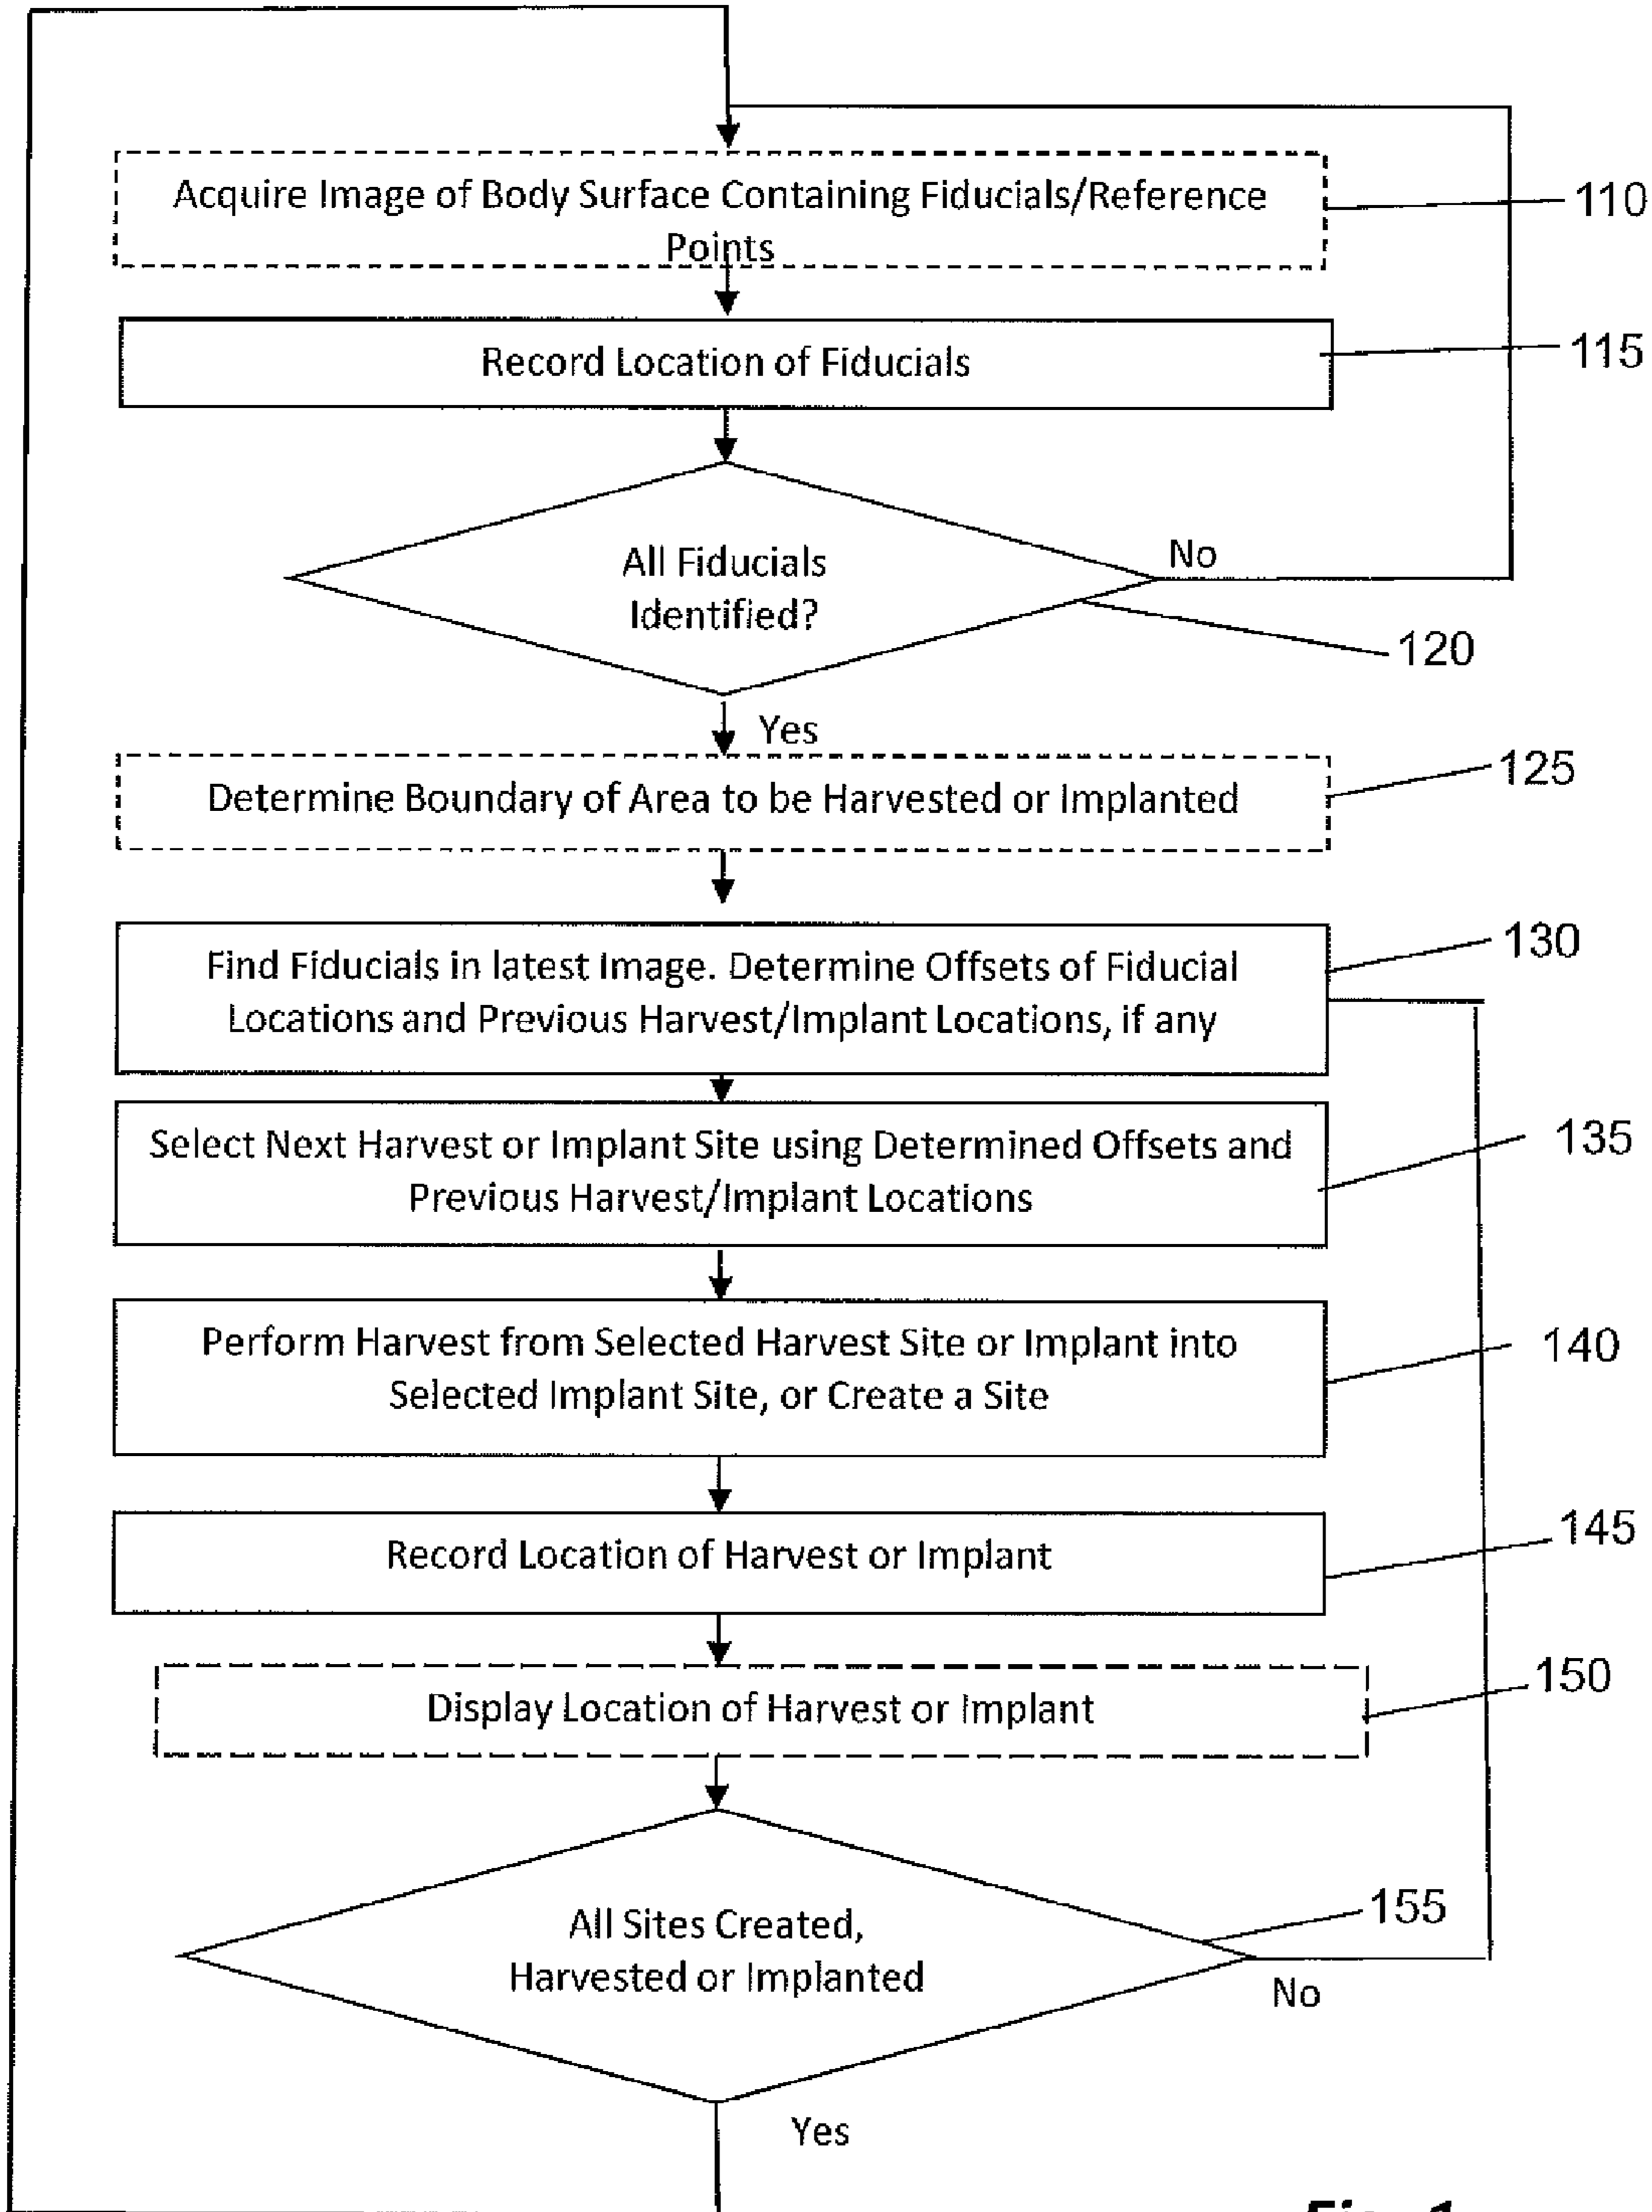 Acquire Image of Body Surface Containing Fiducials/Reference
Points
110
Record Location of Fiducials
115
All Fiducials
Identified?
No
120
Yes
Determine Boundary of Area to be Harvested or Implanted
125
Find Fiducials in latest Image. Determine Offsets of Fiducial
Locations and Previous Harvest/Implant Locations, if any
130
Select Next Harvest or Implant Site using Determined Offsets and
Previous Harvest/Implant Locations
135
Perform Harvest from Selected Harvest Site or Implant into
Selected Implant Site, or Create a Site
140
Record Location of Harvest or Implant
145
Display Location of Harvest or Implant
150
All Sites Created,
Harvested or Implanted
155
No
Yes